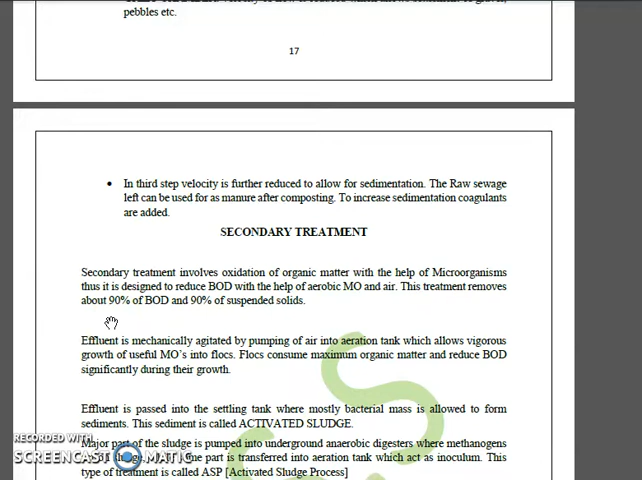 pebbles etc.
17
• In third step velocity is further reduced to allow for sedimentation. The Raw sewage
left can be used for as manure after composting. To increase sedimentation coagulants
are added.
SECONDARY TREATMENT
Secondary treatment involves oxidation of organic matter with the help of Microorganisms
thus it is designed to reduce BOD with the help of aerobic MO and air. This treatment removes
about 90% of BOD and 90% of suspended solids.
Effluent is mechanically agitated by pumping of air into aeration tank which allows vigorous
growth of useful MO's into flocs. Flocs consume maximum organic matter and reduce BOD
significantly during their growth.
Effluent is passed into the settling tank where mostly bacterial mass is allowed to form
sediments. This sediment is called ACTIVATED SLUDGE.
Major part of the sludge is pumped into underground anaerobic digesters where methanogens
part is transferred into aeration tank which act as inoculum. This
type of treatment is called ASP [Activated Sludge Process]
RECORDED WITH
SCREENCAST MATIC
S